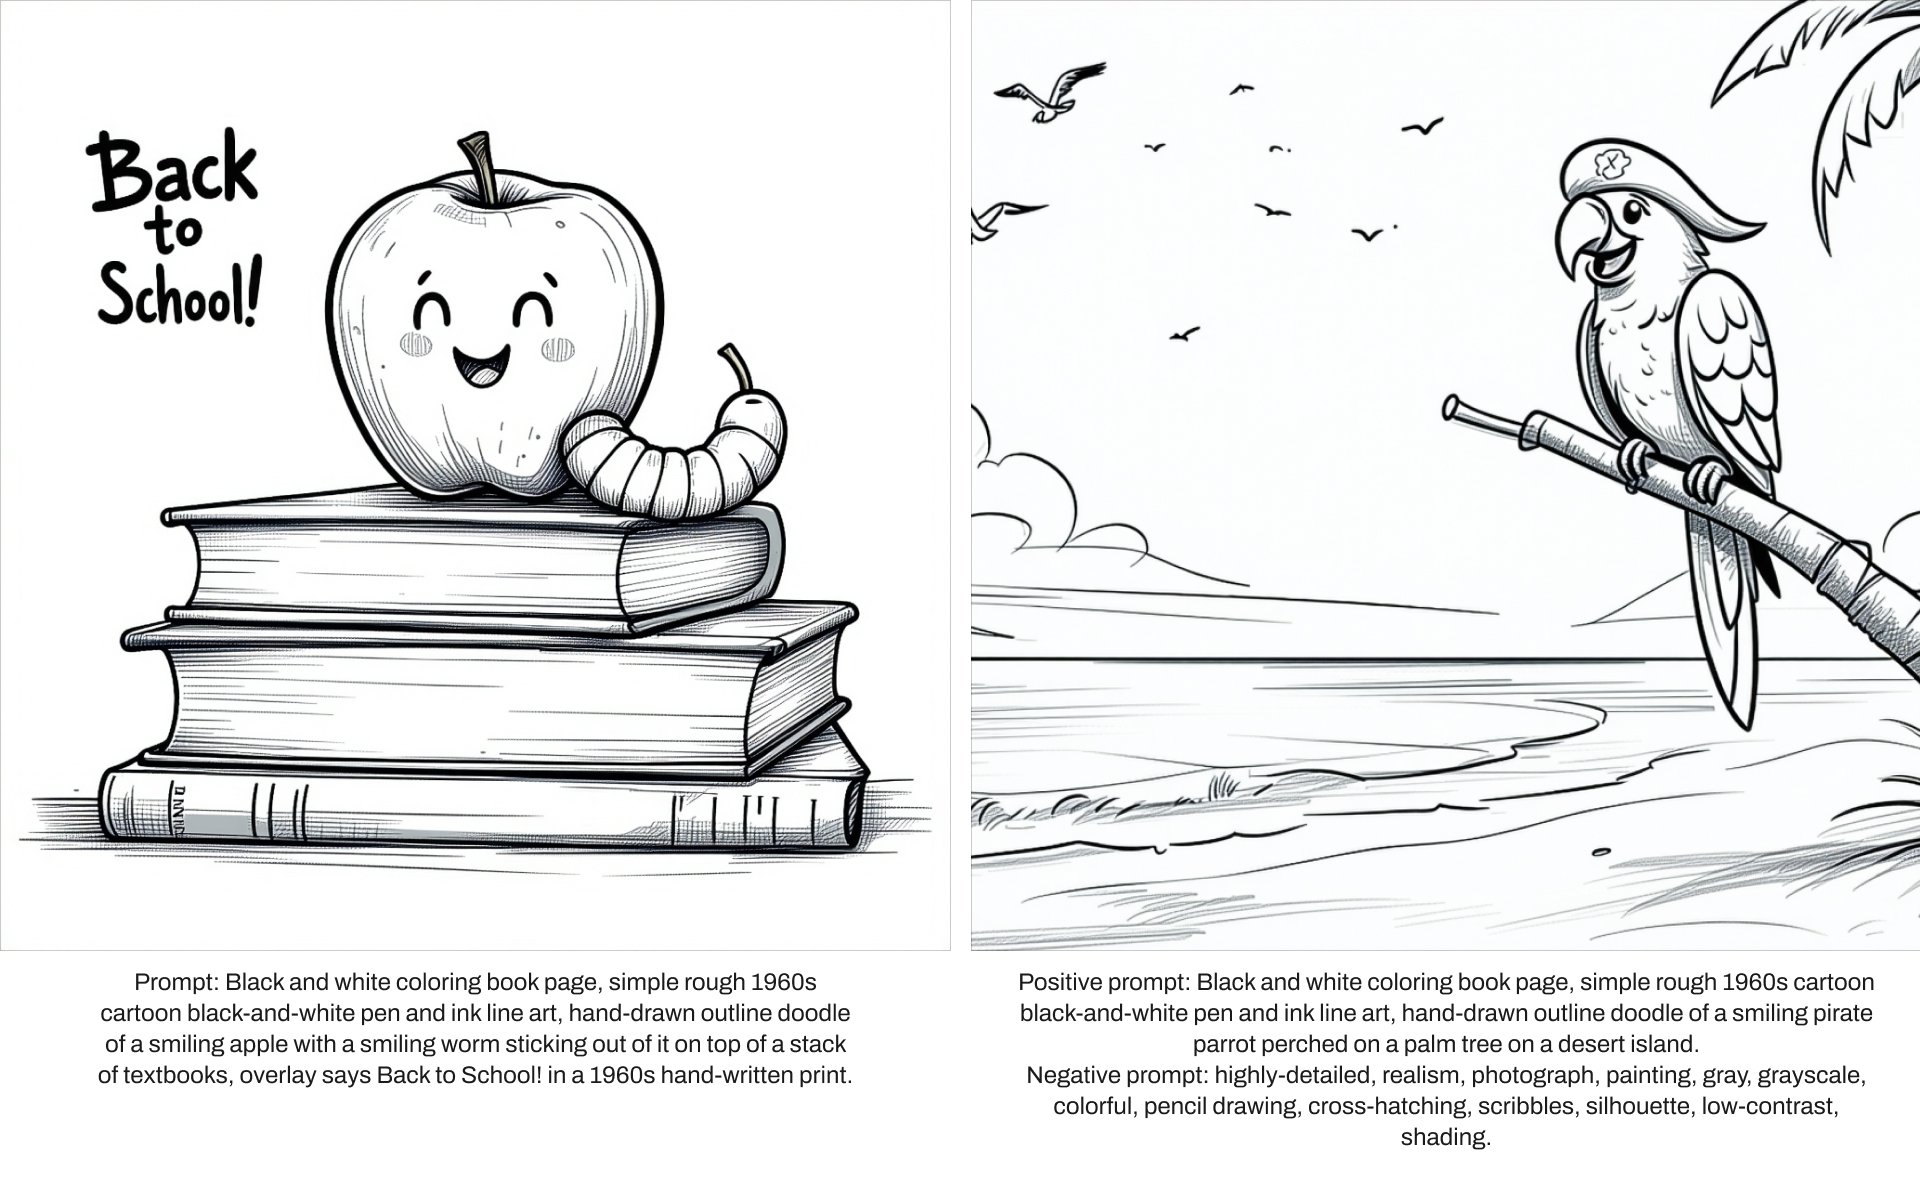 Back
to
School!
Prompt: Black and white coloring book page, simple rough 1960s
cartoon black-and-white pen and ink line art, hand-drawn outline doodle
of a smiling apple with a smiling worm sticking out of it on top of a stack
of textbooks, overlay says Back to School! in a 1960s hand-written print.
Positive prompt: Black and white coloring book page, simple rough 1960s cartoon
black-and-white pen and ink line art, hand-drawn outline doodle of a smiling pirate
parrot perched on a palm tree on a desert island.
Negative prompt: highly-detailed, realism, photograph, painting, gray, grayscale,
colorful, pencil drawing, cross-hatching, scribbles, silhouette, low-contrast,
shading.